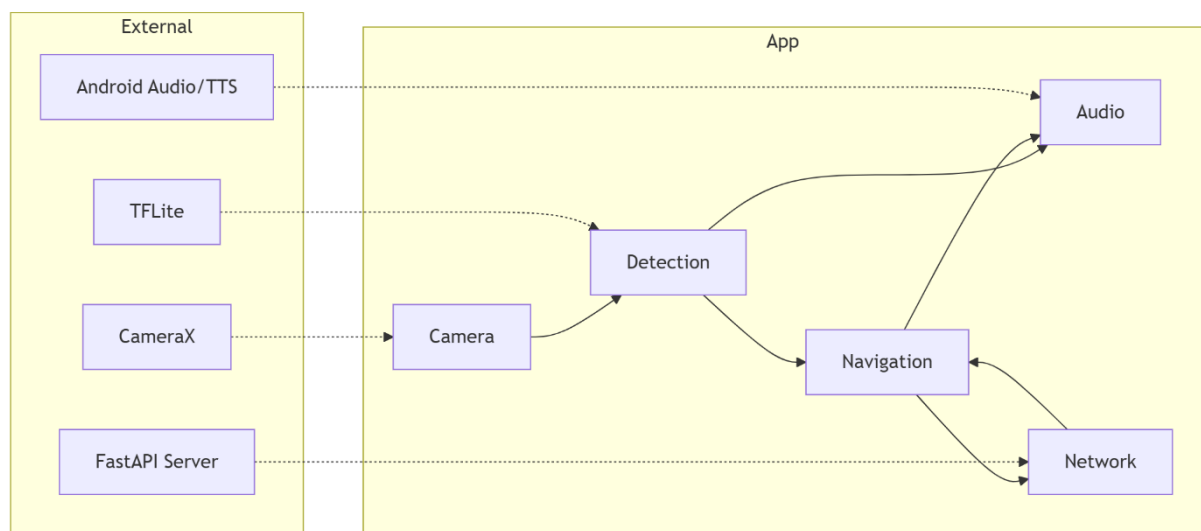 External
Android Audio/TTS
TFLite
CameraX
FastAPI Server
App
Audio
Detection
Camera
Navigation
Network